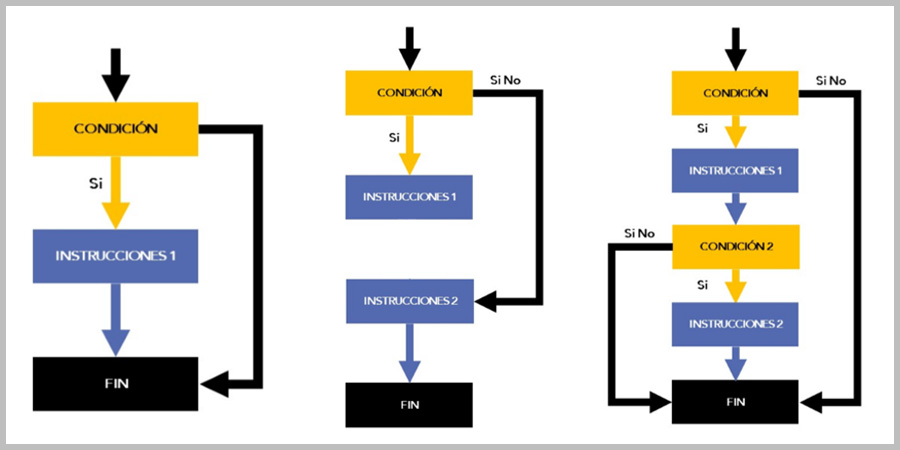 CONDICIÓN
Si
INSTRUCCIONES 1
FIN
CONDICIÓN
Si No
Si
INSTRUCCIONES 1
INSTRUCCIONES 2
FIN
CONDICIÓN
Si No
Si
INSTRUCCIONES 1
Si No
CONDICIÓN 2
Si
INSTRUCCIONES 2
FIN